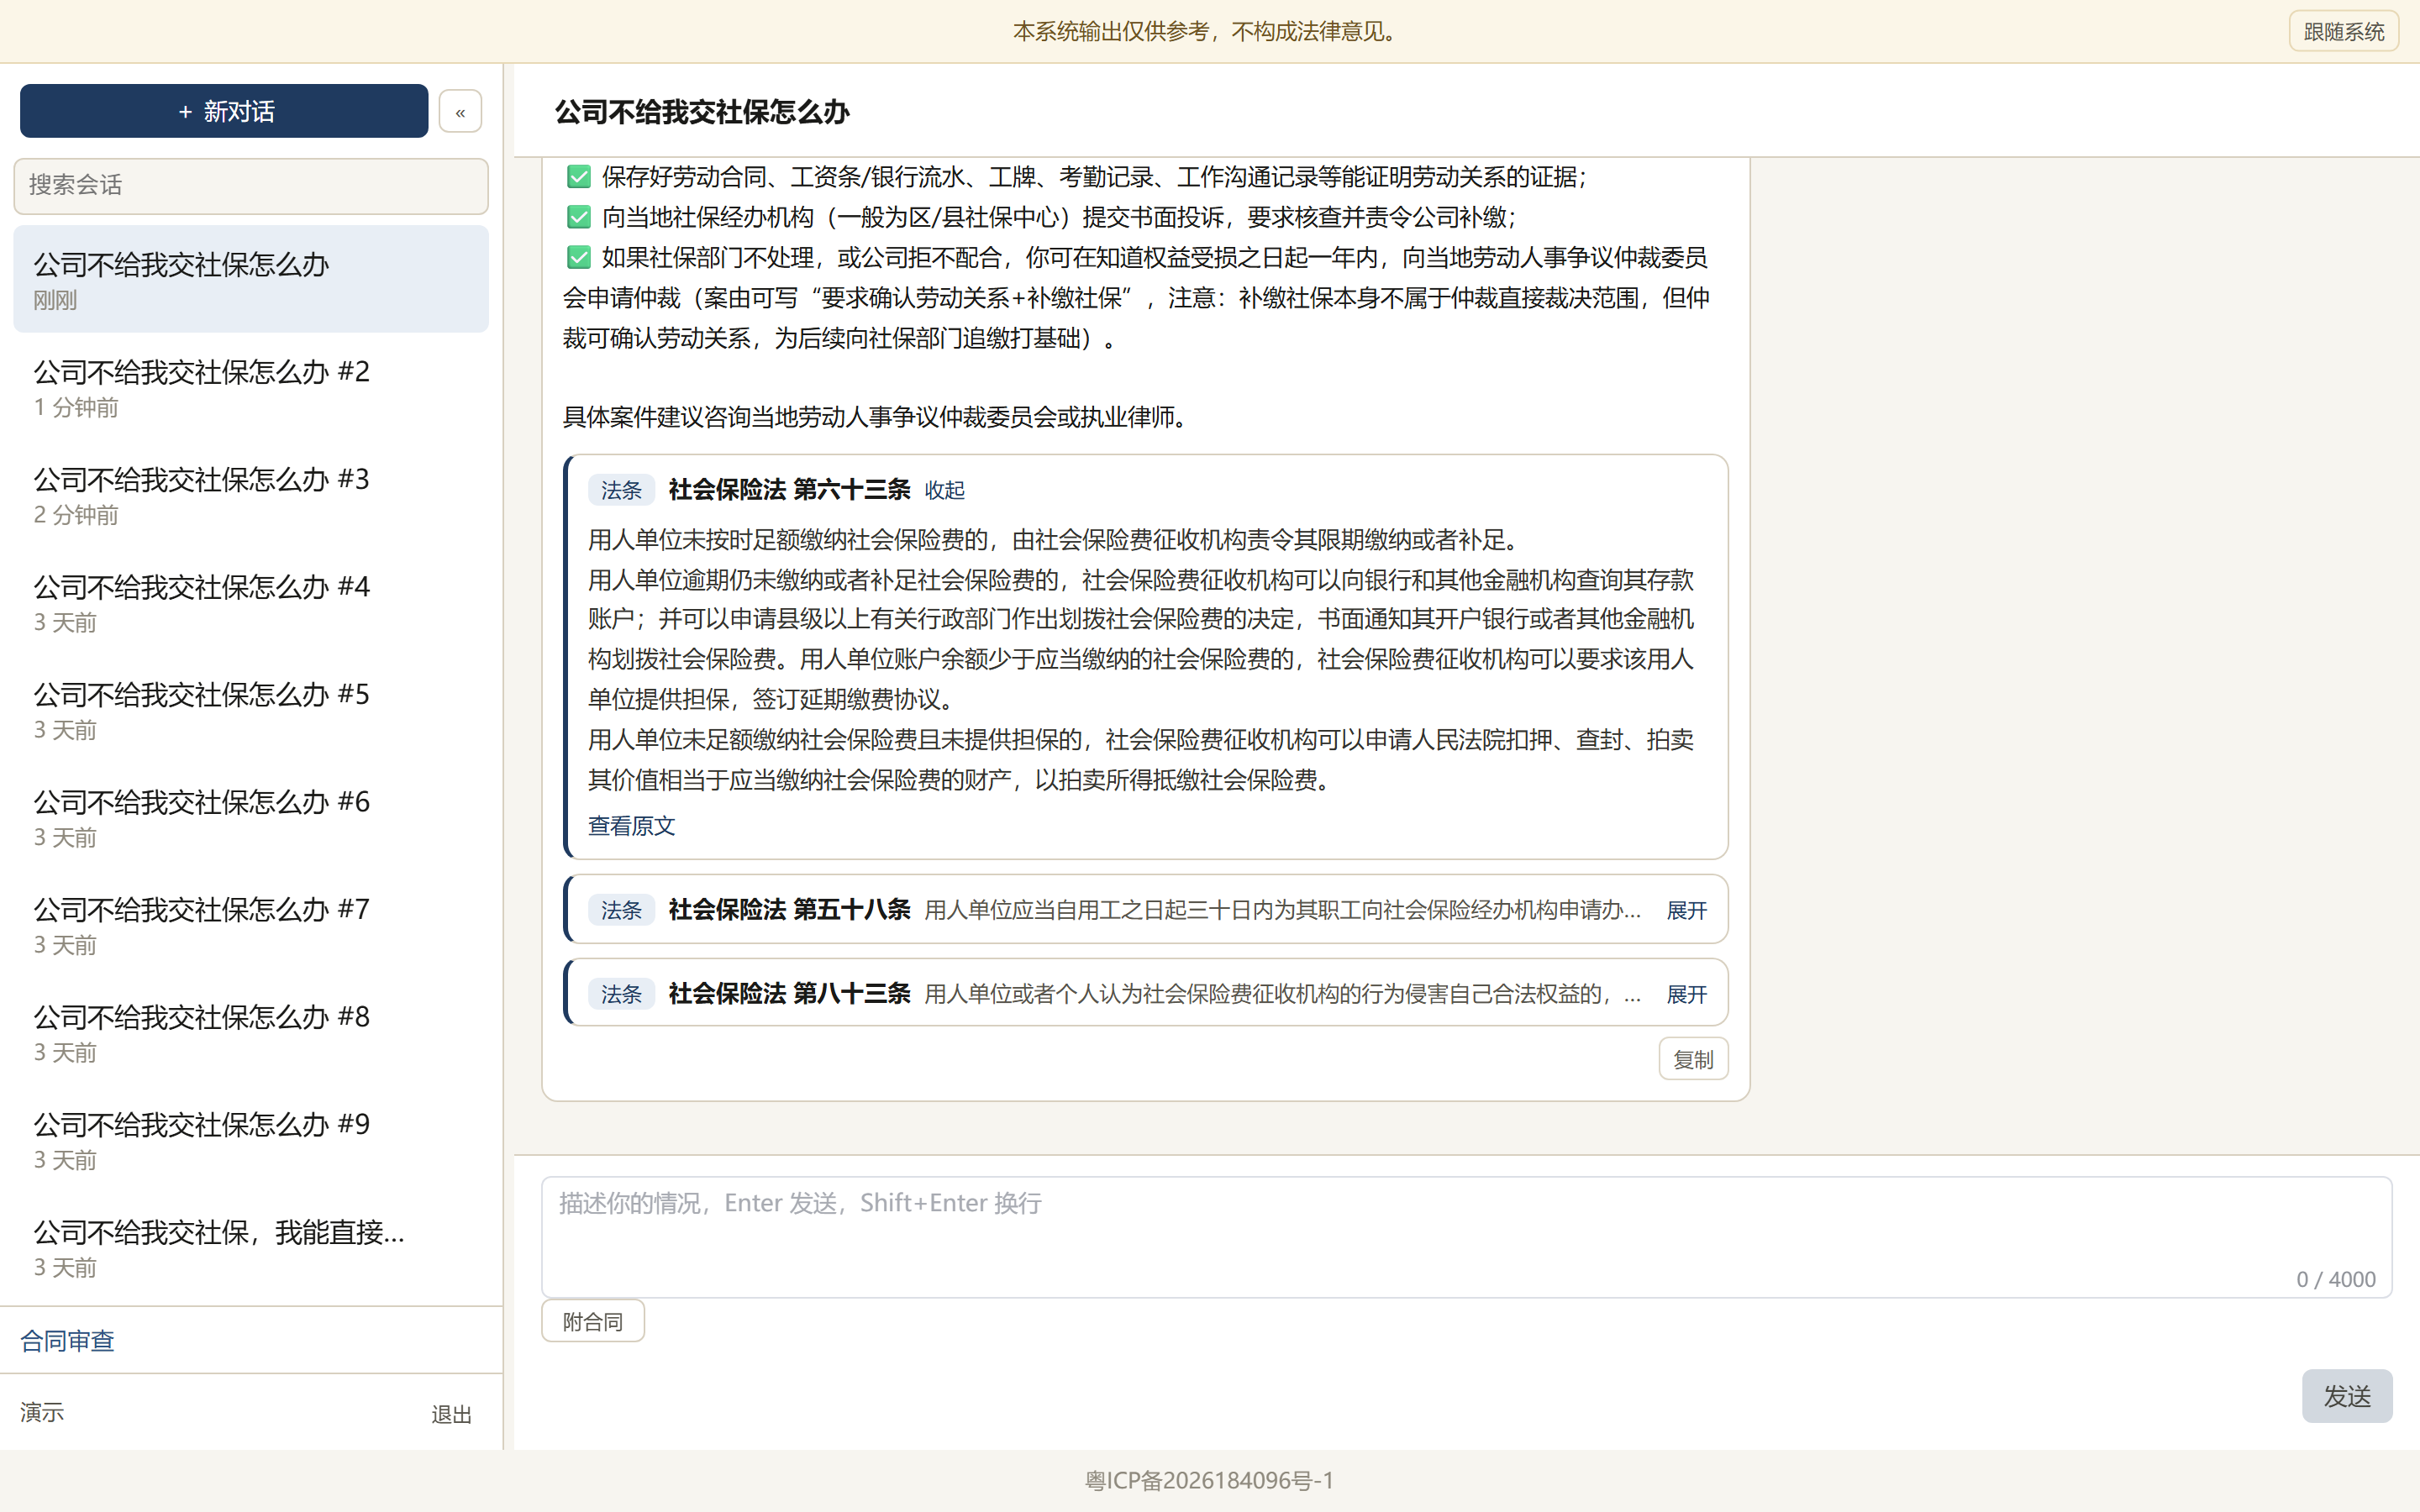 本系统输出仅供参考，不构成法律意见。
跟随系统
+ 新对话
«
搜索会话
公司不给我交社保怎么办
刚刚
公司不给我交社保怎么办 #2
1 分钟前
公司不给我交社保怎么办 #3
2 分钟前
公司不给我交社保怎么办 #4
3 天前
公司不给我交社保怎么办 #5
3 天前
公司不给我交社保怎么办 #6
3 天前
公司不给我交社保怎么办 #7
3 天前
公司不给我交社保怎么办 #8
3 天前
公司不给我交社保怎么办 #9
3 天前
公司不给我交社保，我能直接...
3 天前
合同审查
演示
退出
公司不给我交社保怎么办
✅ 保存好劳动合同、工资条/银行流水、工牌、考勤记录、工作沟通记录等能证明劳动关系的证据；
✅ 向当地社保经办机构（一般为区/县社保中心）提交书面投诉，要求核查并责令公司补缴；
✅ 如果社保部门不处理，或公司拒不配合，你可在知道权益受损之日起一年内，向当地劳动人事争议仲裁委员
会申请仲裁（案由可写“要求确认劳动关系+补缴社保”，注意：补缴社保本身不属于仲裁直接裁决范围，但仲
裁可确认劳动关系，为后续向社保部门追缴打基础）。
具体案件建议咨询当地劳动人事争议仲裁委员会或执业律师。
法条 社会保险法 第六十三条 收起
用人单位未按时足额缴纳社会保险费的，由社会保险费征收机构责令其限期缴纳或者补足。
用人单位逾期仍未缴纳或者补足社会保险费的，社会保险费征收机构可以向银行和其他金融机构查询其存款
账户；并可以申请县级以上有关行政部门作出划拨社会保险费的决定，书面通知其开户银行或者其他金融机
构划拨社会保险费。用人单位账户余额少于应当缴纳的社会保险费的，社会保险费征收机构可以要求该用人
单位提供担保，签订延期缴费协议。
用人单位未足额缴纳社会保险费且未提供担保的，社会保险费征收机构可以申请人民法院扣押、查封、拍卖
其价值相当于应当缴纳社会保险费的财产，以拍卖所得抵缴社会保险费。
查看原文
法条 社会保险法 第五十八条 用人单位应当自用工之日起三十日内为其职工向社会保险经办机构申请办... 展开
法条 社会保险法 第八十三条 用人单位或者个人认为社会保险费征收机构的行为侵害自己合法权益的，... 展开
复制
描述你的情况，Enter 发送，Shift+Enter 换行
0 / 4000
附合同
发送
粤ICP备2026184096号-1